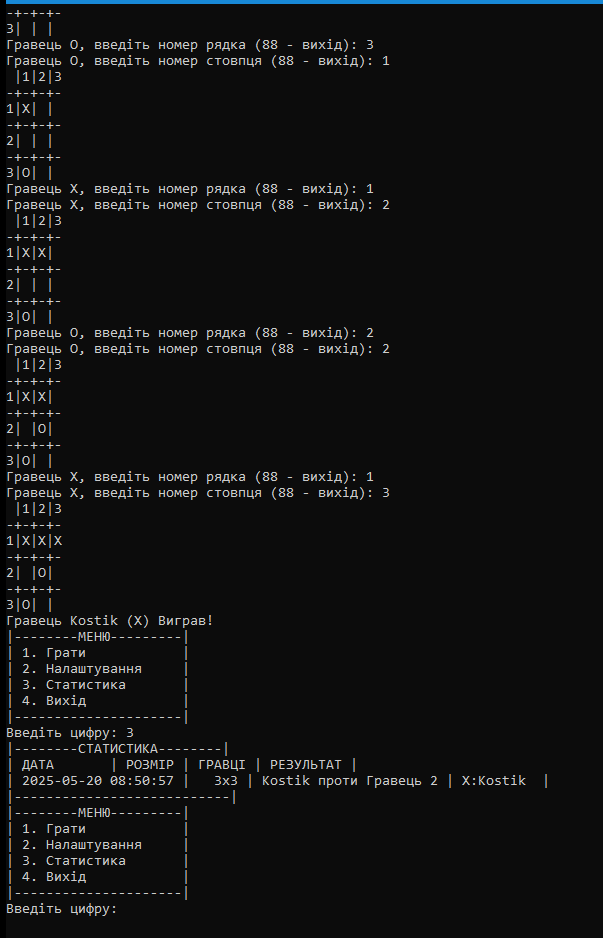 -+-+-+-
3| | |
Гравець O, введіть номер рядка (88 - вихід): 3
Гравець O, введіть номер стовпця (88 - вихід): 1
 |1|2|3
-+-+-+-
1|X| |
-+-+-+-
2| | |
-+-+-+-
3|O| |
Гравець X, введіть номер рядка (88 - вихід): 1
Гравець X, введіть номер стовпця (88 - вихід): 2
 |1|2|3
-+-+-+-
1|X|X|
-+-+-+-
2| | |
-+-+-+-
3|O| |
Гравець O, введіть номер рядка (88 - вихід): 2
Гравець O, введіть номер стовпця (88 - вихід): 2
 |1|2|3
-+-+-+-
1|X|X|
-+-+-+-
2| |O|
-+-+-+-
3|O| |
Гравець X, введіть номер рядка (88 - вихід): 1
Гравець X, введіть номер стовпця (88 - вихід): 3
 |1|2|3
-+-+-+-
1|X|X|X
-+-+-+-
2| |O|
-+-+-+-
3|O| |
Гравець Kostik (X) Виграв!
|--------МЕНЮ---------|
| 1. Грати            |
| 2. Налаштування     |
| 3. Статистика       |
| 4. Вихід            |
|---------------------|
Введіть цифру: 3
|--------СТАТИСТИКА--------|
| ДАТА       | РОЗМІР | ГРАВЦІ | РЕЗУЛЬТАТ |
| 2025-05-20 08:50:57 |   3x3 | Kostik проти Гравець 2 | X:Kostik  |
|---------------------------|
|--------МЕНЮ---------|
| 1. Грати            |
| 2. Налаштування     |
| 3. Статистика       |
| 4. Вихід            |
|---------------------|
Введіть цифру: